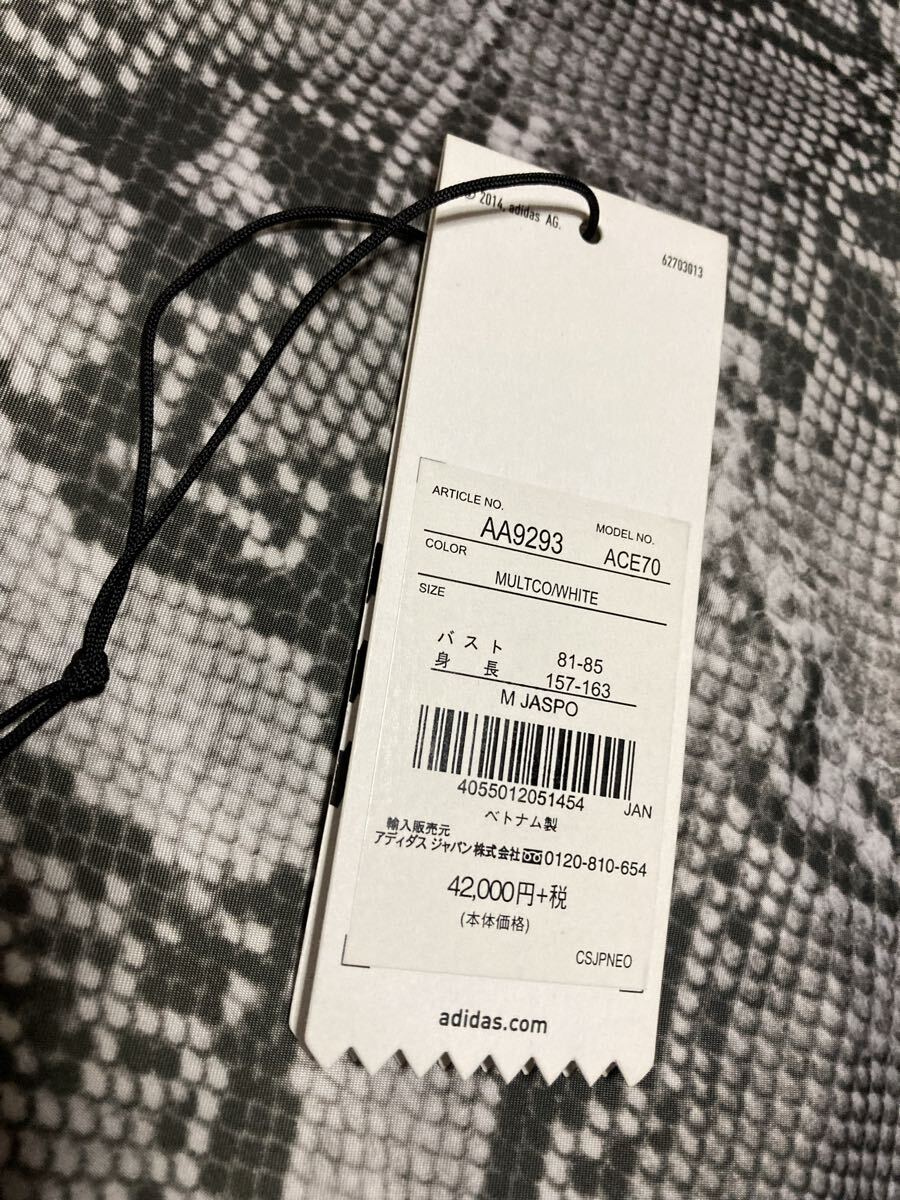 © 2014, adidas AG.
62703013
ARTICLE NO. MODEL NO.
AA9293 ACE70
COLOR
MULTCO/WHITE
SIZE
バスト 81-85
身長 157-163
M JASPO
4055012051454 JAN
ベトナム製
輸入販売元
アディダス ジャパン株式会社 0120-810-654
42,000円+税
(本体価格)
CSJPNEO
adidas.com